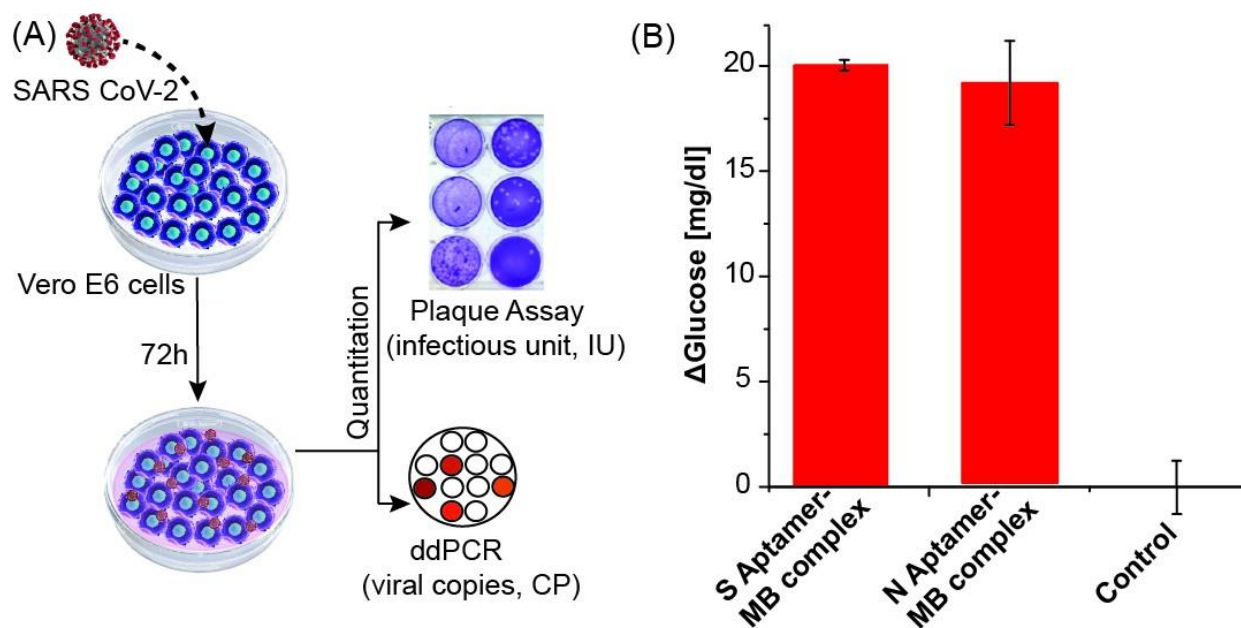 (A)
SARS CoV-2
Vero E6 cells
72h
Quantitation
Plaque Assay
(infectious unit, IU)
ddPCR
(viral copies, CP)
(B)
ΔGlucose [mg/dl]
20
15
10
5
0
S Aptamer-
MB complex
N Aptamer-
MB complex
Control